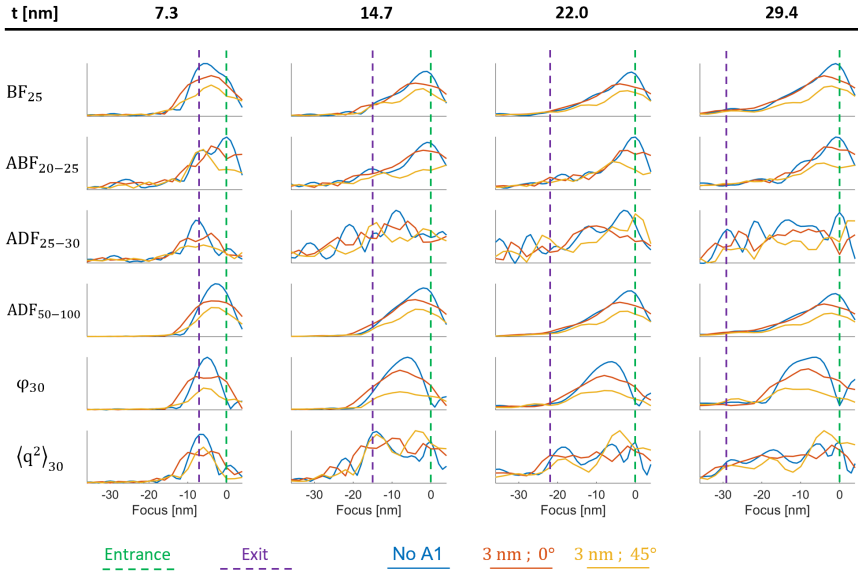 t [nm] 7.3 14.7 22.0 29.4
BF₂₅
ABF₂₀₋₂₅
ADF₂₅₋₃₀
ADF₅₀₋₁₀₀
φ₃₀
⟨q²⟩₃₀
-30 -20 -10 0 -30 -20 -10 0 -30 -20 -10 0 -30 -20 -10 0
Focus [nm] Focus [nm] Focus [nm] Focus [nm]
Entrance Exit No A1 3 nm ; 0° 3 nm ; 45°